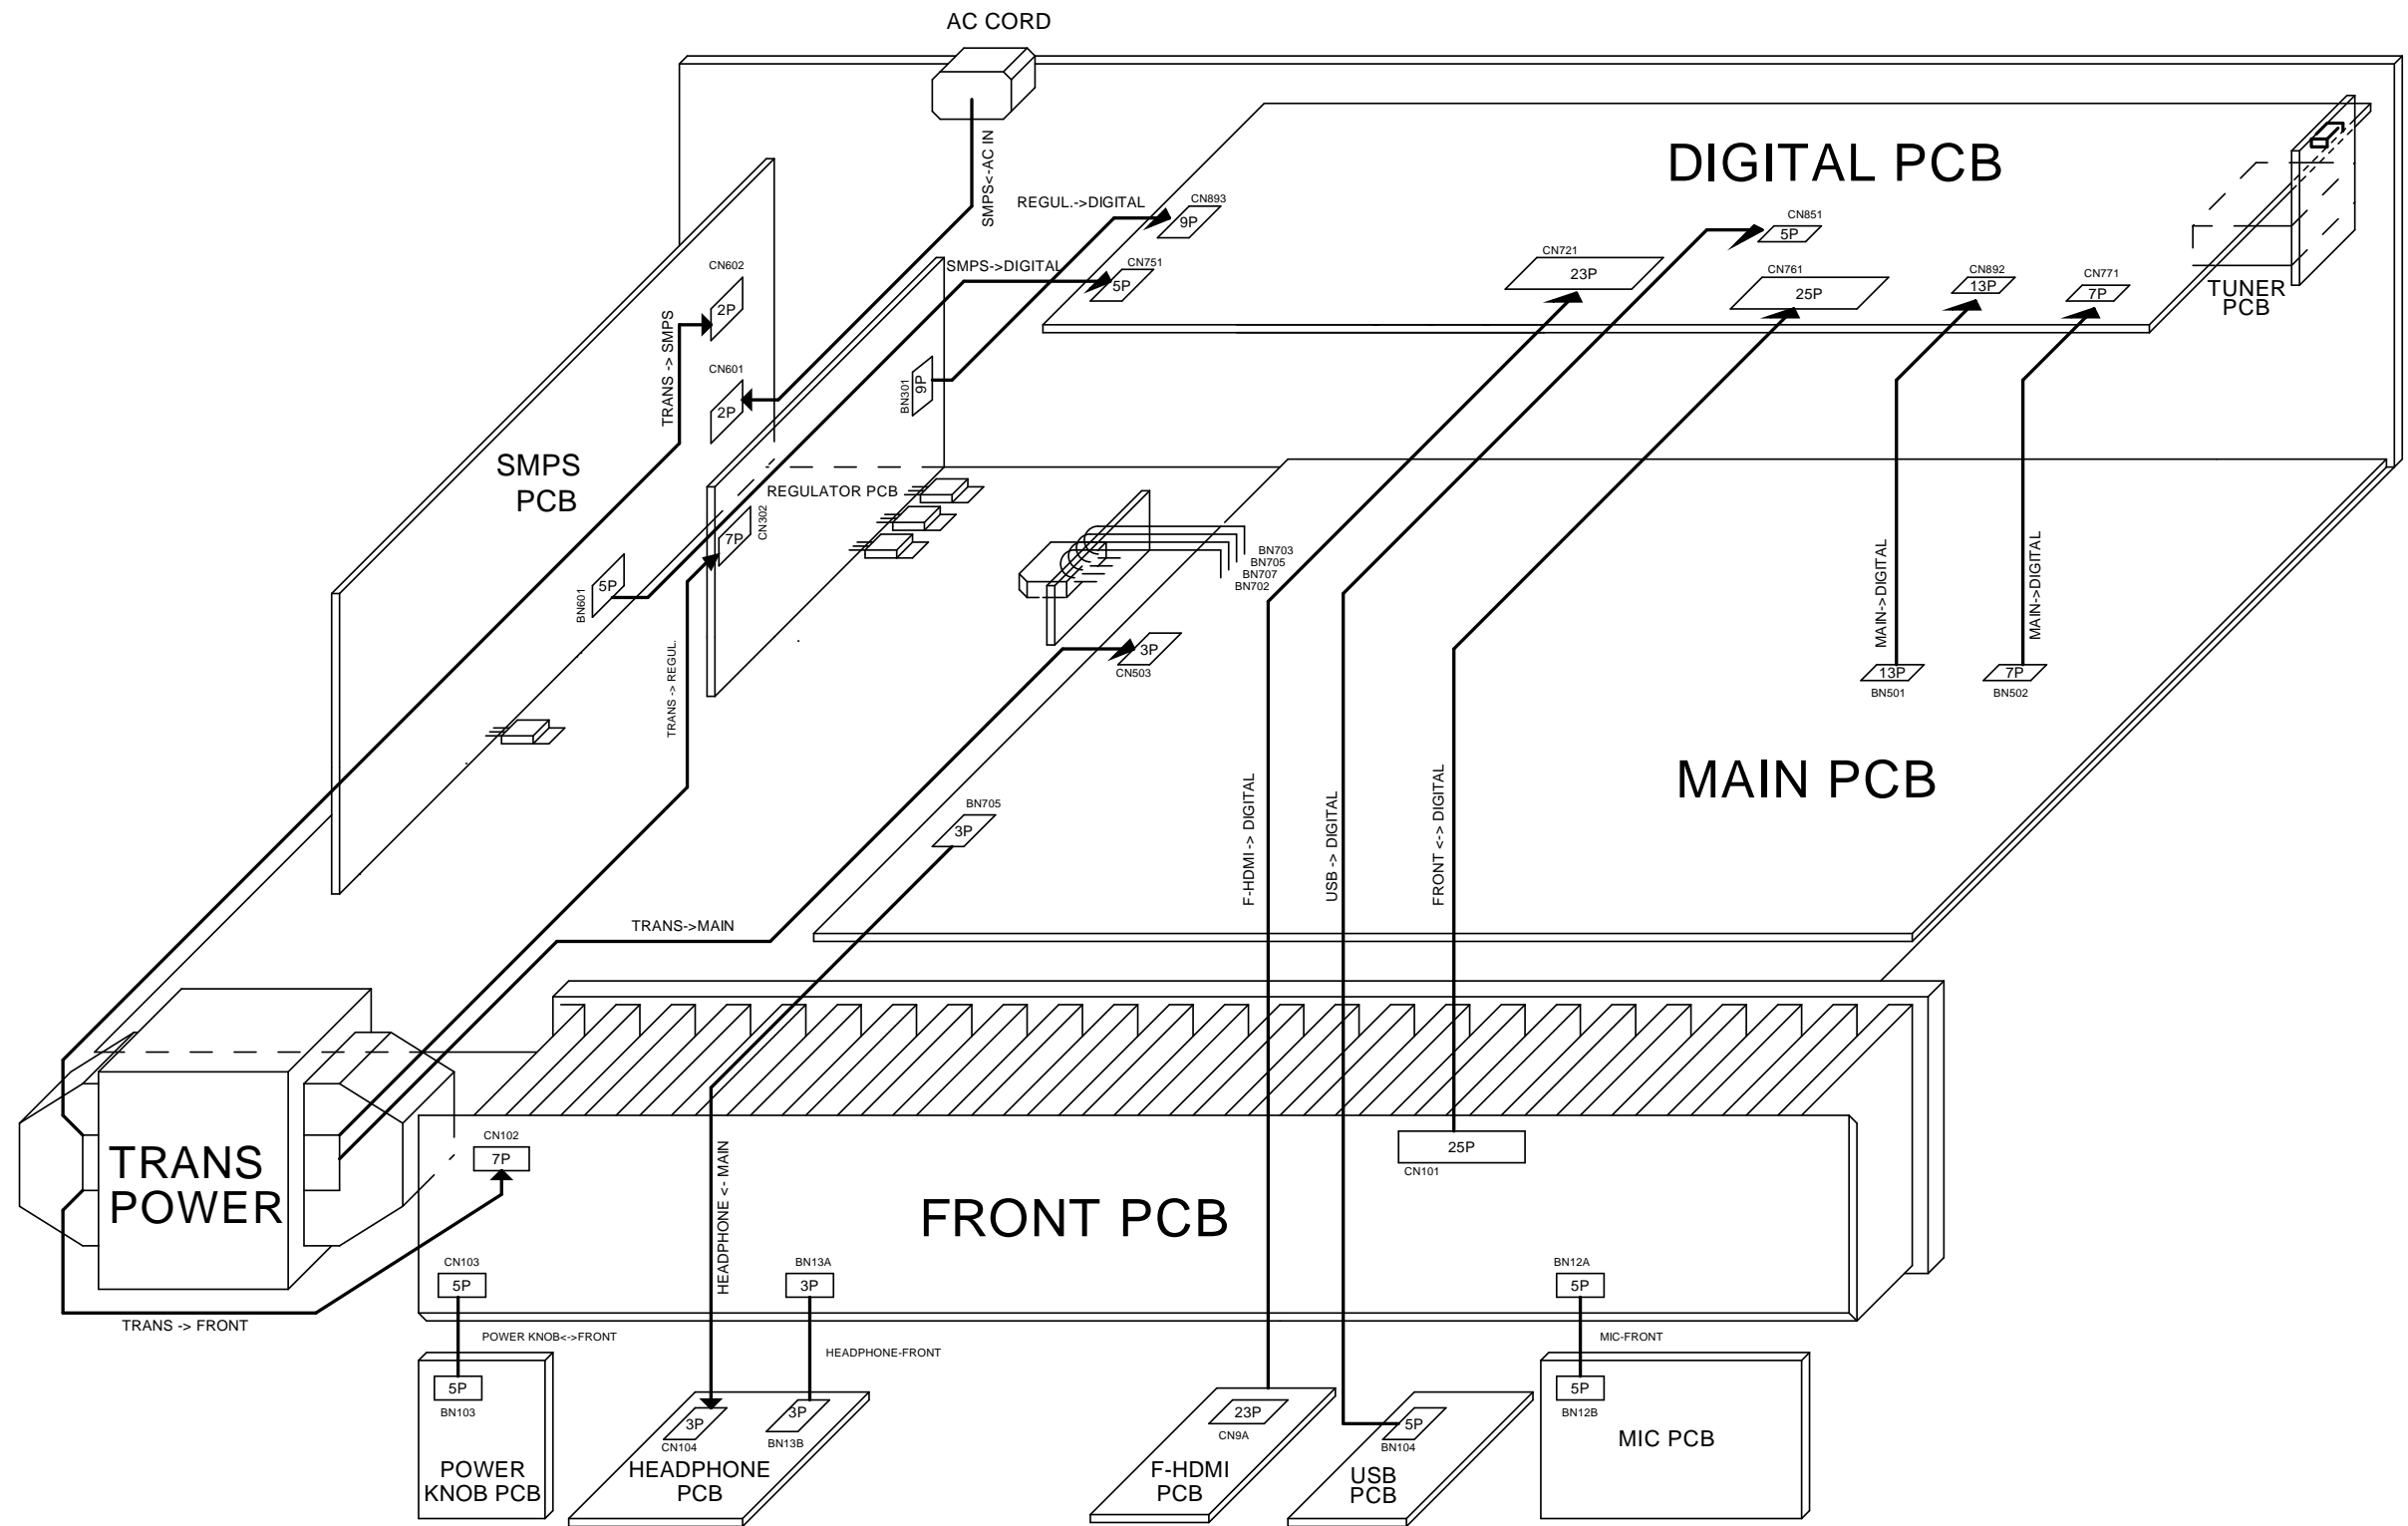 AC CORD
SMPS<-AC IN
DIGITAL PCB
REGUL.->DIGITAL
CN893
9P
CN851
5P
SMPS->DIGITAL
CN751
5P
CN721
23P
CN761
25P
CN892
13P
CN771
7P
TUNER
PCB
CN602
2P
TRANS -> SMPS
CN601
2P
BN301
9P
SMPS
PCB
REGULATOR PCB
CN302
7P
BN601
5P
BN703
BN705
BN707
BN702
TRANS -> REGUL.
3P
CN503
MAIN->DIGITAL
MAIN->DIGITAL
13P
BN501
7P
BN502
MAIN PCB
BN705
3P
F-HDMI -> DIGITAL
USB -> DIGITAL
FRONT <--> DIGITAL
TRANS->MAIN
TRANS
POWER
CN102
7P
HEADPHONE <- MAIN
25P
CN101
FRONT PCB
CN103
5P
BN13A
3P
BN12A
5P
TRANS -> FRONT
POWER KNOB<->FRONT
HEADPHONE-FRONT
MIC-FRONT
5P
BN103
POWER
KNOB PCB
3P
CN104
3P
BN13B
HEADPHONE
PCB
23P
CN9A
F-HDMI
PCB
5P
BN104
USB
PCB
5P
BN12B
MIC PCB